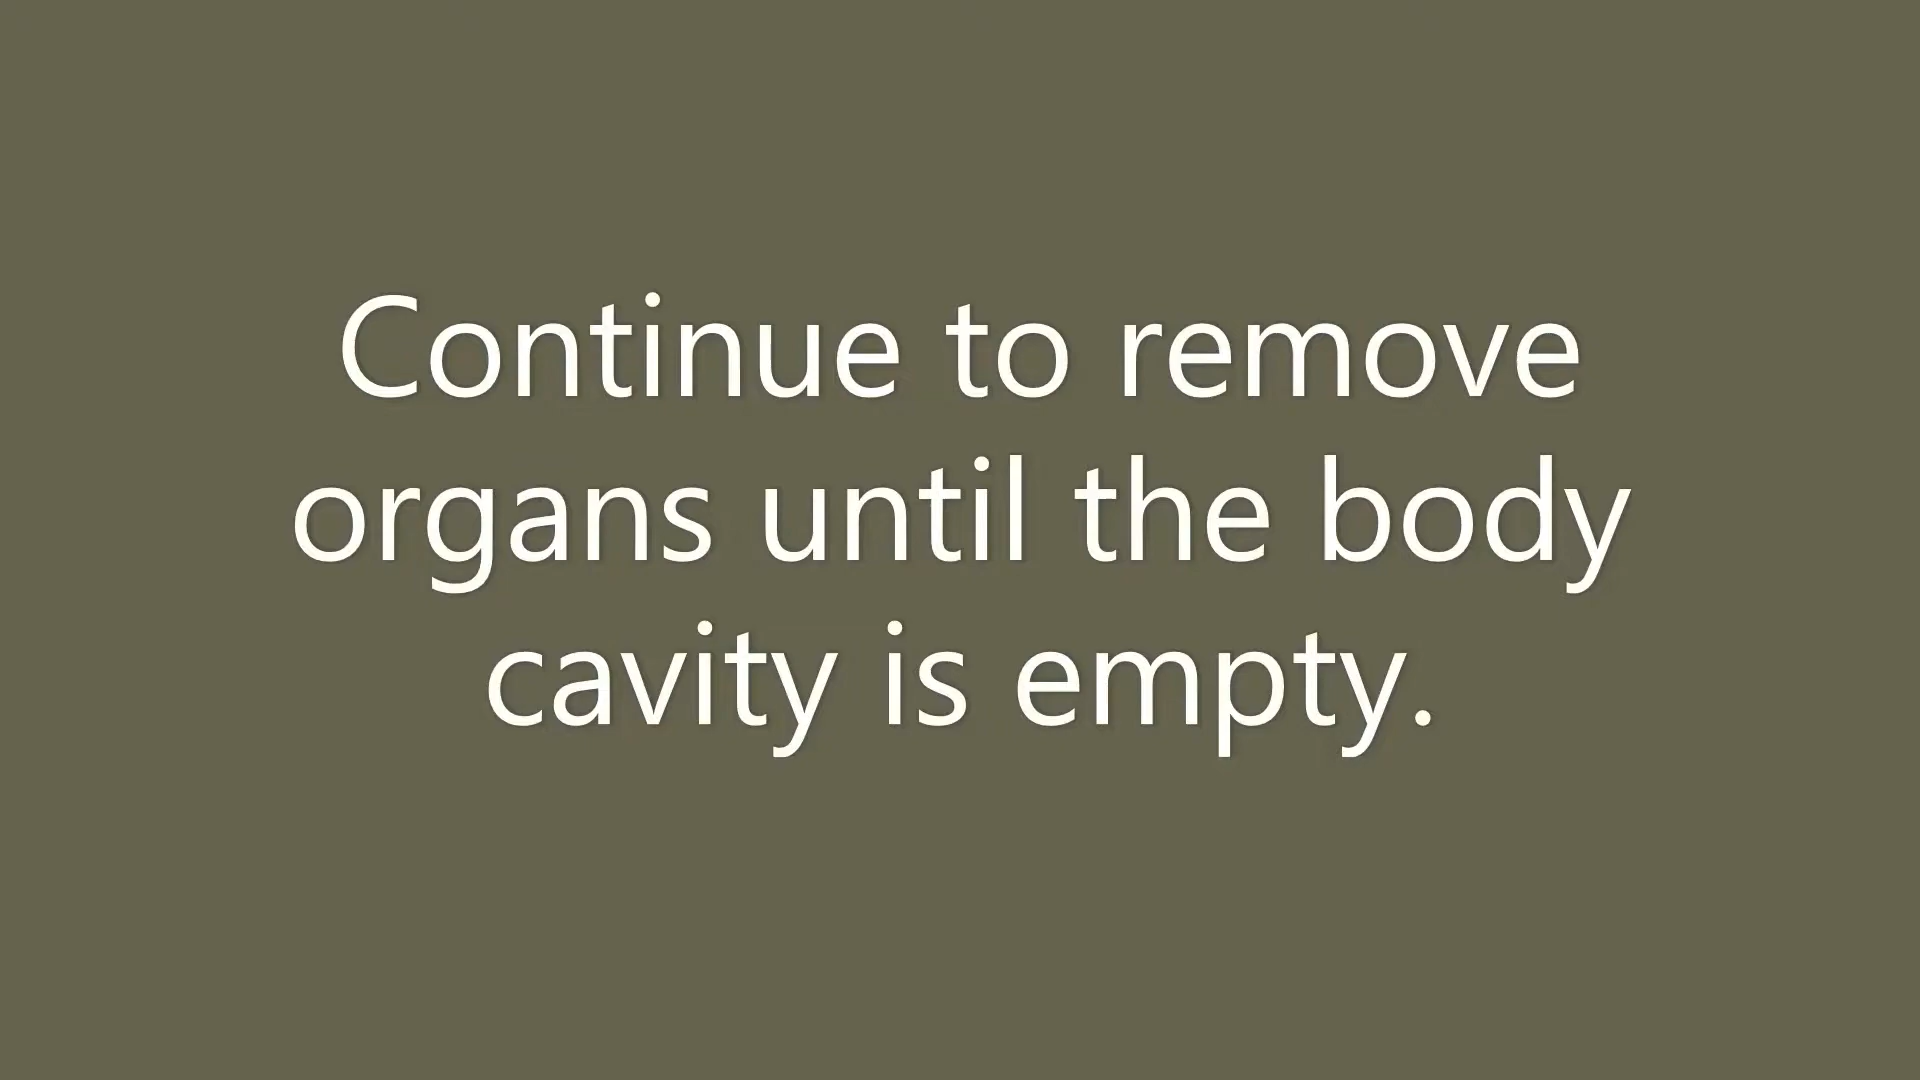 Continue to remove
organs until the body
cavity is empty.